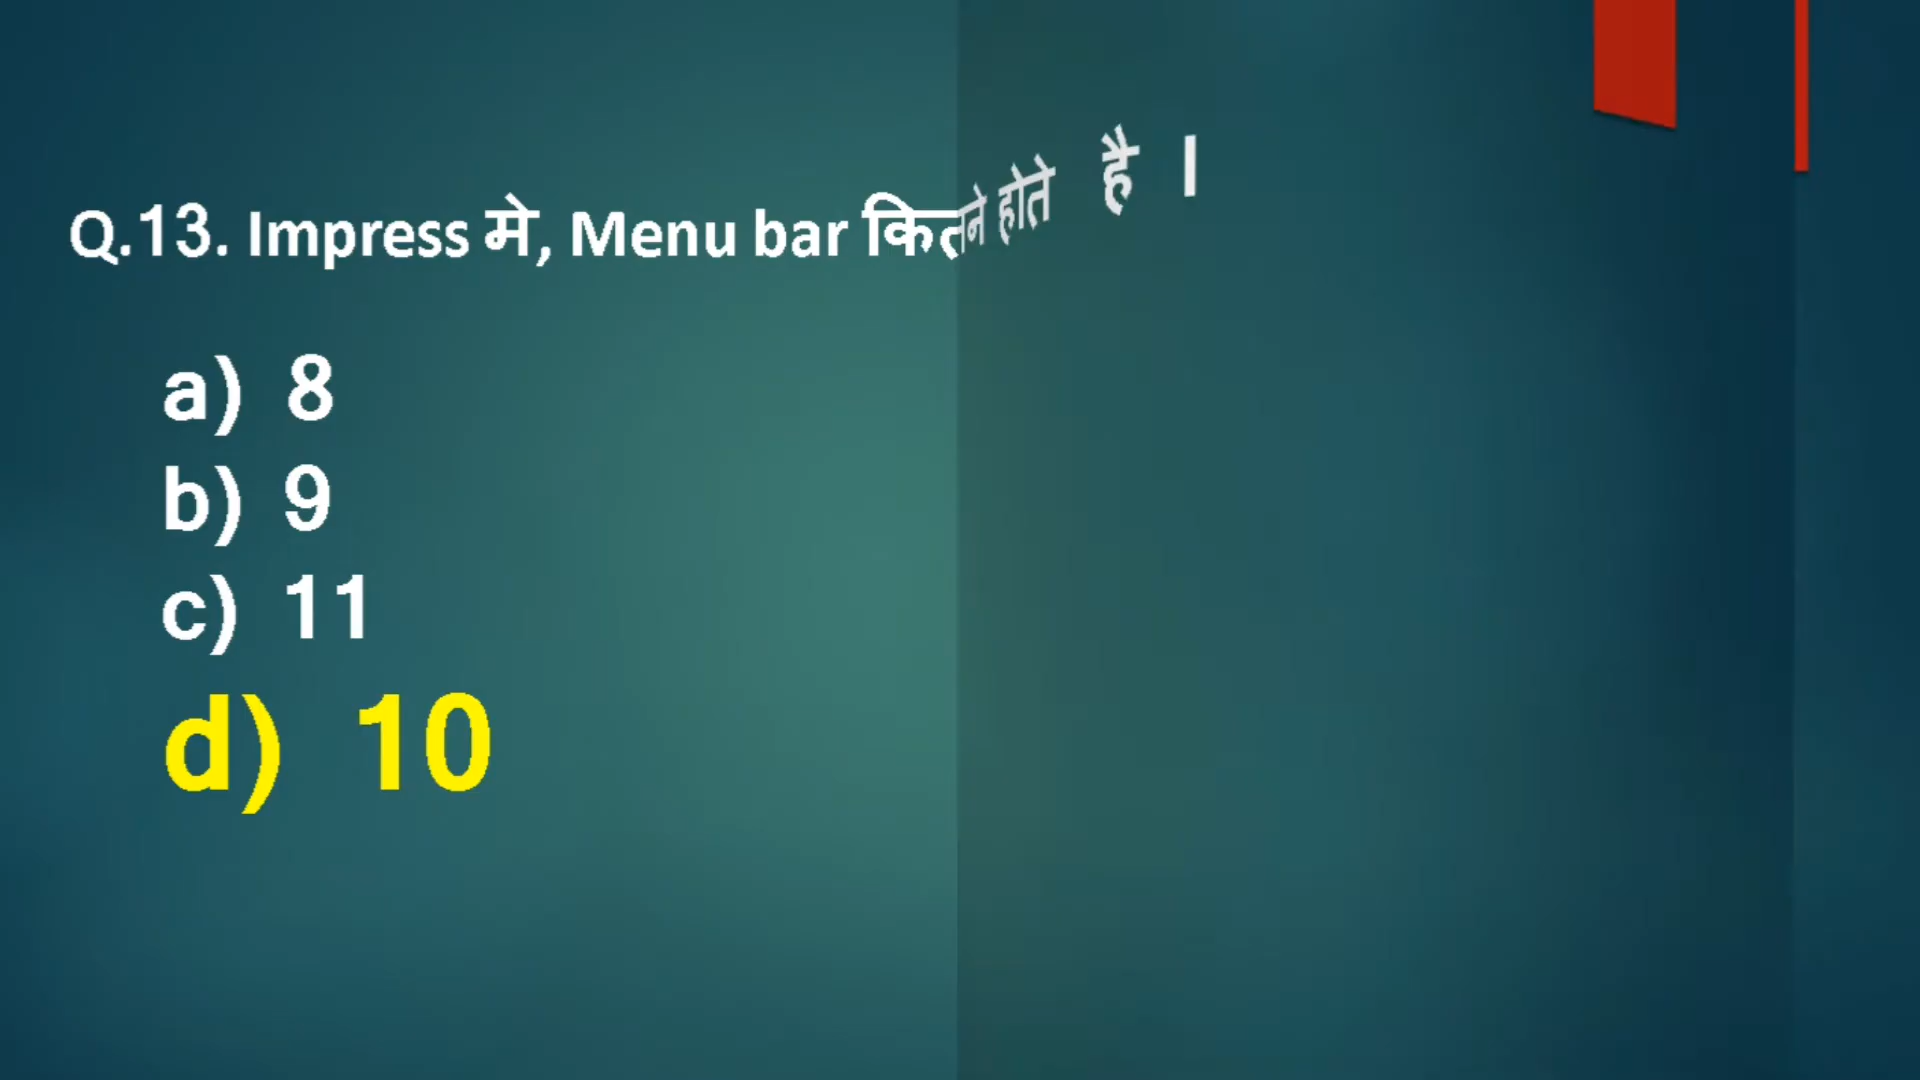 Q.13. Impress मे, Menu bar कितने होते है ।
a) 8
b) 9
c) 11
d) 10